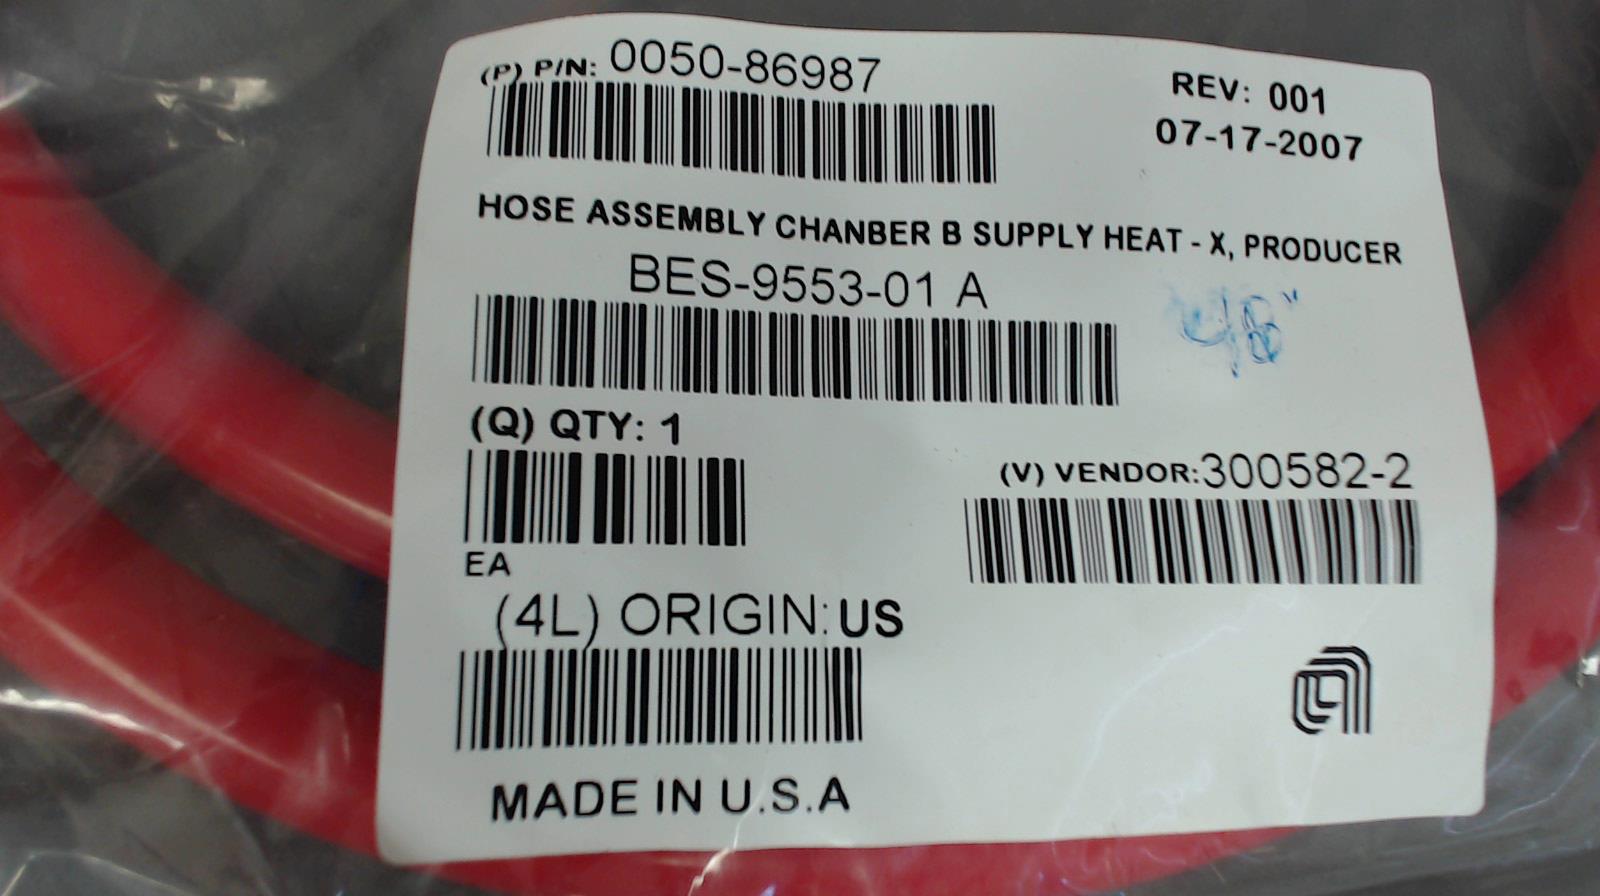 (P) P/N: 0050-86987
REV: 001
07-17-2007
HOSE ASSEMBLY CHANBER B SUPPLY HEAT - X, PRODUCER
BES-9553-01 A
48"
(Q) QTY: 1
(V) VENDOR:300582-2
EA
(4L) ORIGIN: US
MADE IN U.S.A